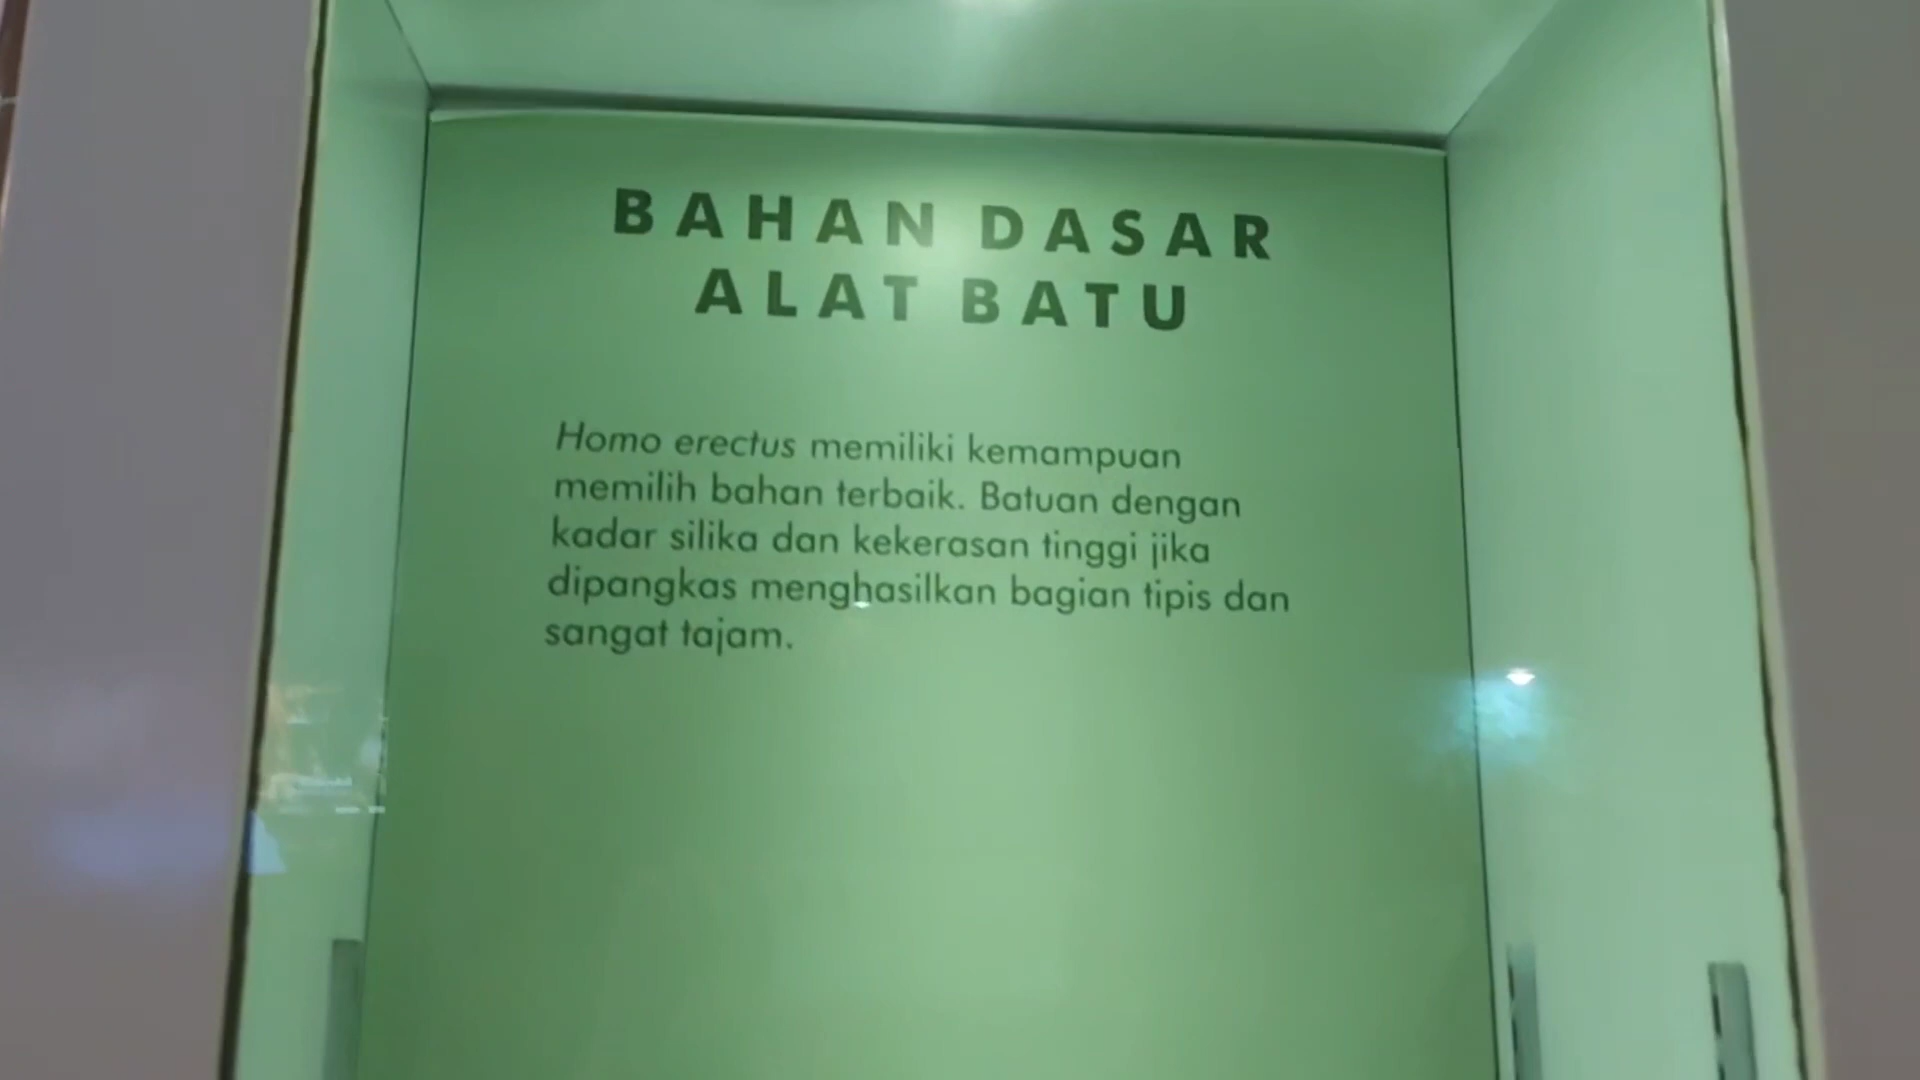 BAHAN DASAR
ALAT BATU
Homo erectus memiliki kemampuan
memilih bahan terbaik. Batuan dengan
kadar silika dan kekerasan tinggi jika
dipangkas menghasilkan bagian tipis dan
sangat tajam.